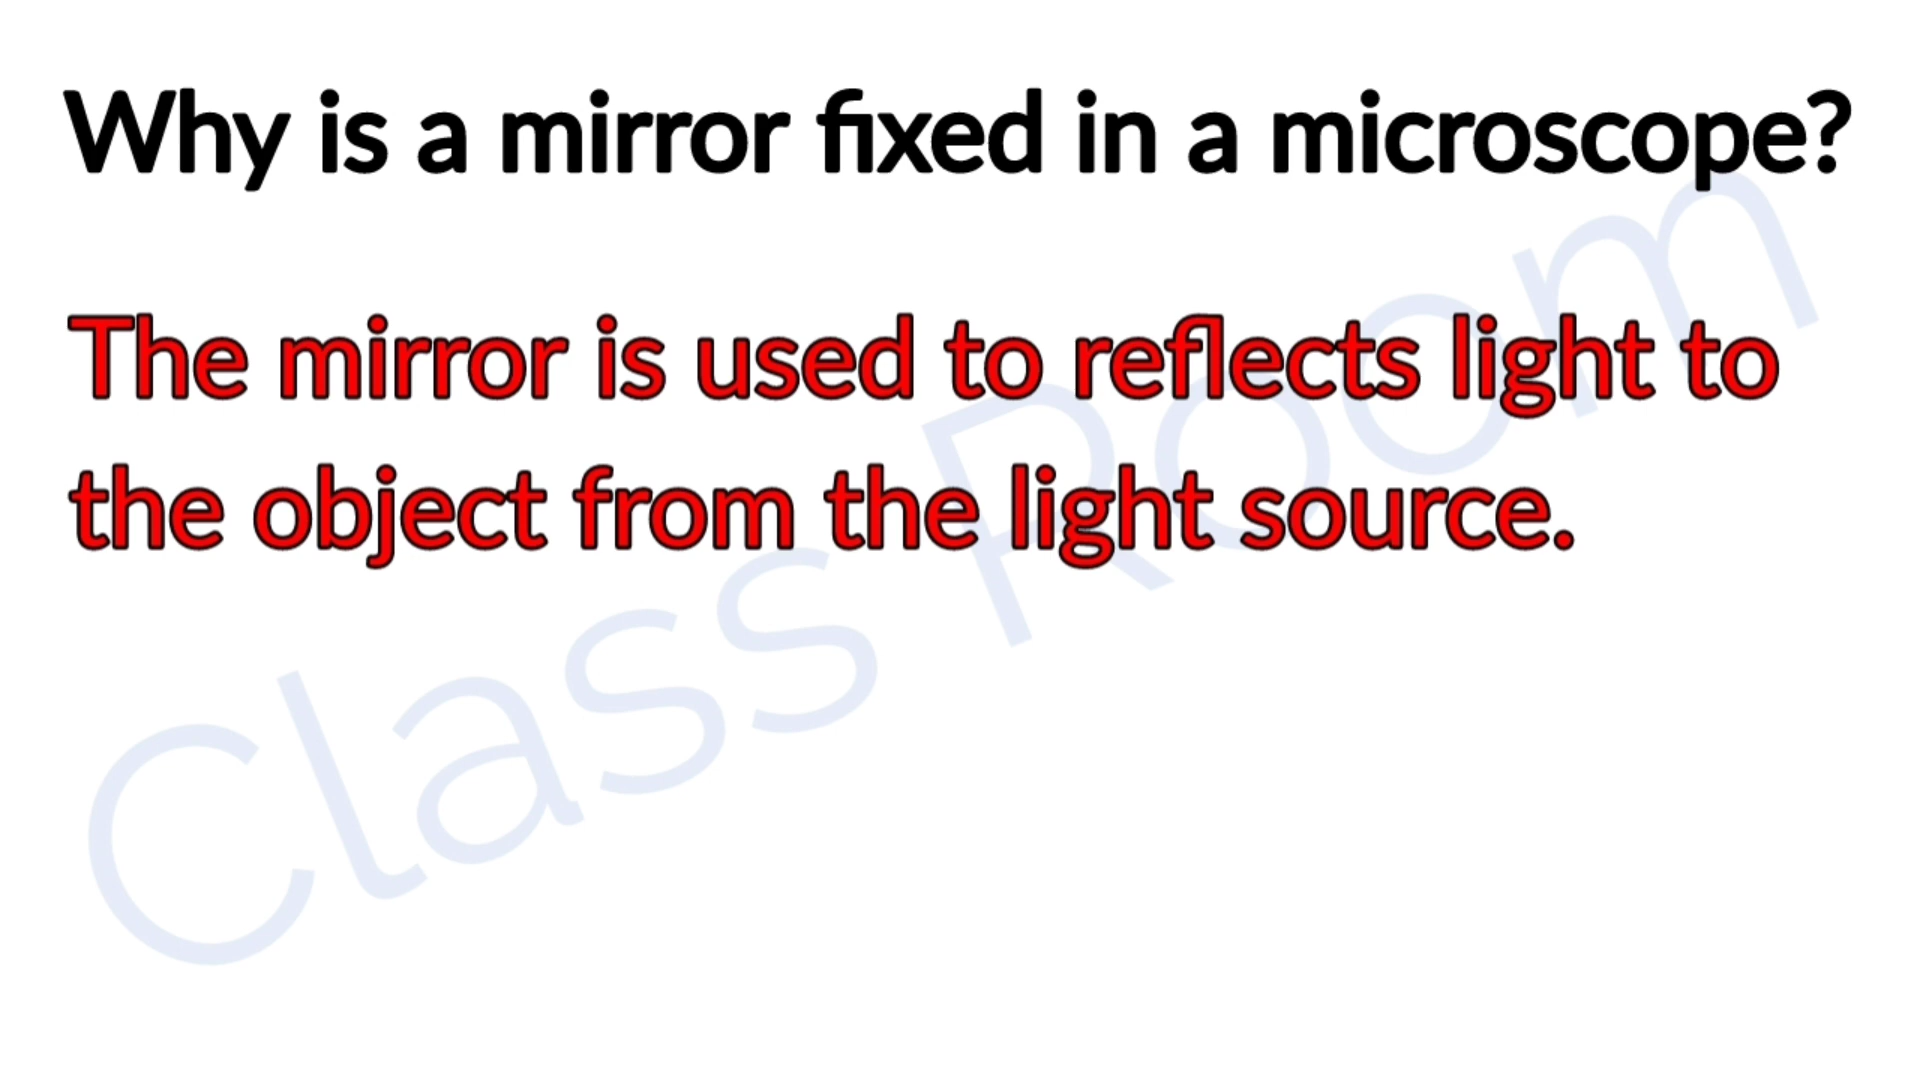 Why is a mirror fixed in a microscope?
The mirror is used to reflects light to
the object from the light source.
Class Room